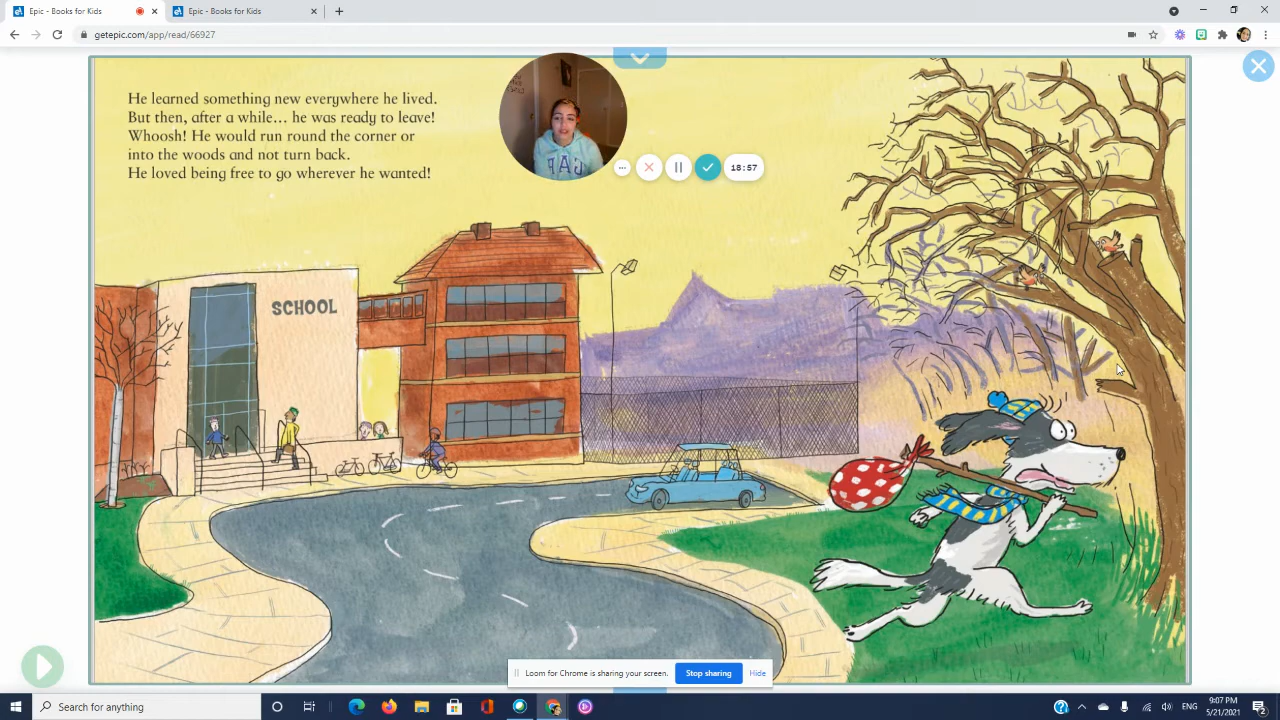 Epic - Books for Kids
Epic - Books for Kids
getepic.com/app/read/66927
He learned something new everywhere he lived.
But then, after a while... he was ready to leave!
Whoosh! He would run round the corner or
into the woods and not turn back.
He loved being free to go wherever he wanted!
GAP
18:57
SCHOOL
Loom for Chrome is sharing your screen.
Stop sharing
Hide
Search for anything
9:07 PM
5/21/2021